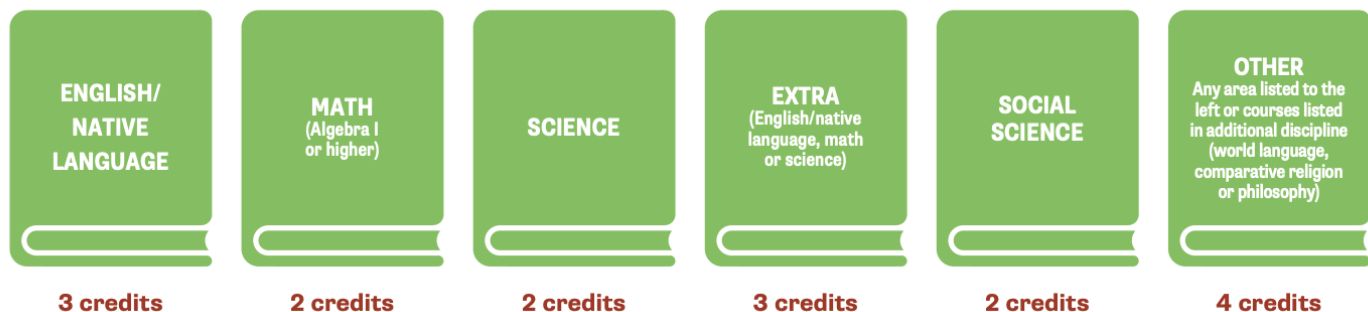 ENGLISH/
NATIVE
LANGUAGE
3 credits
MATH
(Algebra I
or higher)
2 credits
SCIENCE
2 credits
EXTRA
(English/native
language, math
or science)
3 credits
SOCIAL
SCIENCE
2 credits
OTHER
Any area listed to the
left or courses listed
in additional discipline
(world language,
comparative religion
or philosophy)
4 credits